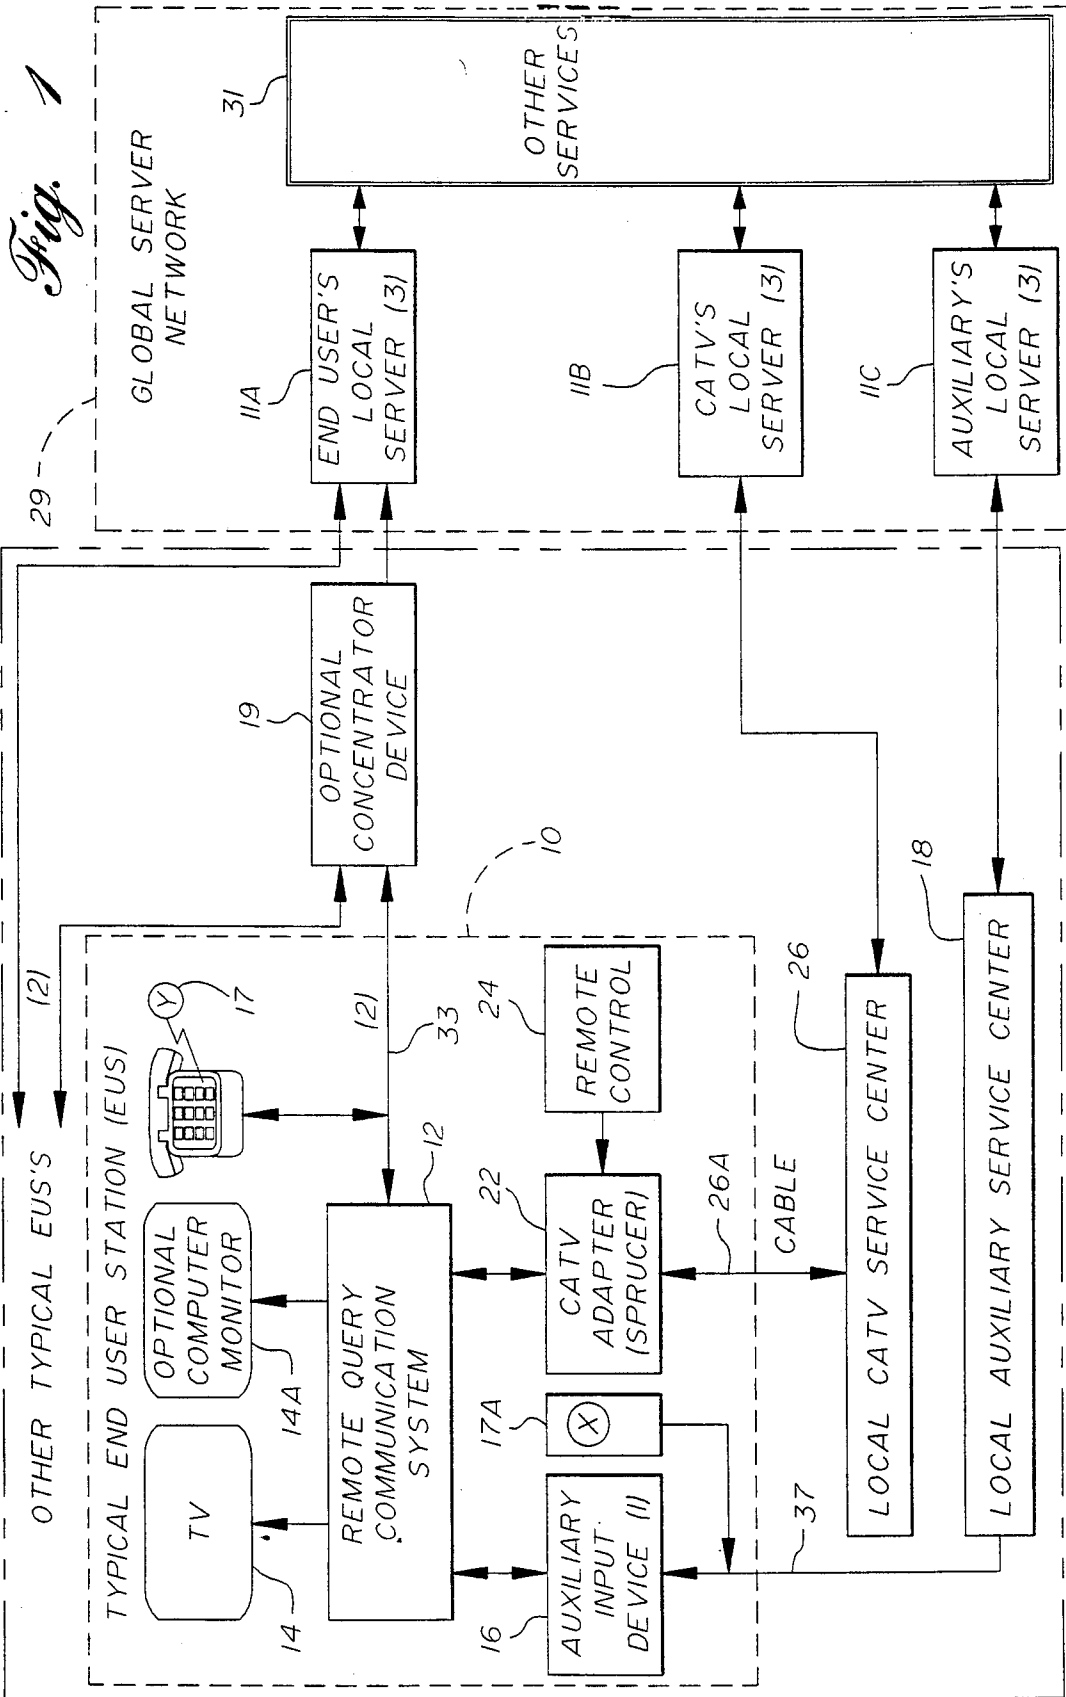 Fig. 1
OTHER TYPICAL EUS'S
(2)
TYPICAL END USER STATION (EUS)
TV
14
OPTIONAL
COMPUTER
MONITOR
14A
Y
17
REMOTE QUERY
COMMUNICATION
SYSTEM
12
(2)
33
AUXILIARY
INPUT
DEVICE (1)
16
X
17A
CATV
ADAPTER
(SPRUCER)
22
REMOTE
CONTROL
24
10
26A
CABLE
37
LOCAL CATV SERVICE CENTER
26
LOCAL AUXILIARY SERVICE CENTER
18
OPTIONAL
CONCENTRATOR
DEVICE
19
29
GLOBAL SERVER
NETWORK
END USER'S
LOCAL
SERVER (3)
11A
CATV'S
LOCAL
SERVER (3)
11B
AUXILIARY'S
LOCAL
SERVER (3)
11C
OTHER
SERVICES
31